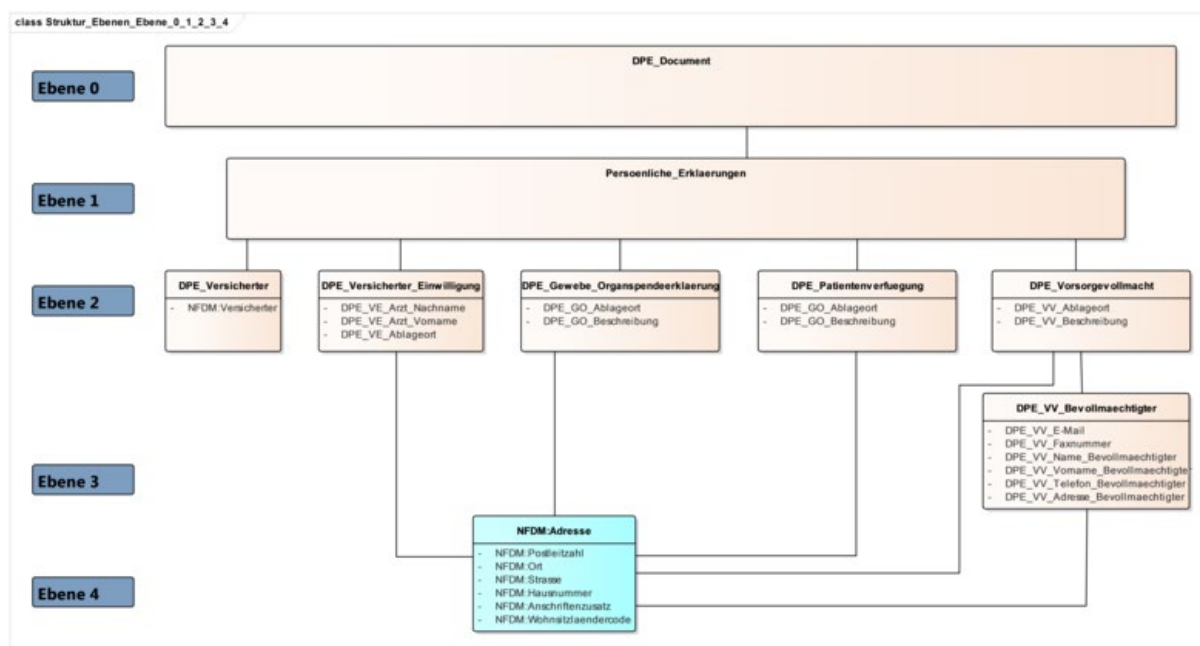 class Struktur_Ebenen_Ebene_0_1_2_3_4
Ebene 0
DPE_Document
Ebene 1
Persoenliche_Erklaerungen
Ebene 2
DPE_Versicherter
- NFDM:Versicherter
DPE_Versicherter_Einwilligung
- DPE_VE_Arzt_Nachname
- DPE_VE_Arzt_Vorname
- DPE_VE_Ablageort
DPE_Gewebe_Organspendeerklaerung
- DPE_GO_Ablageort
- DPE_GO_Beschreibung
DPE_Patientenverfuegung
- DPE_GO_Ablageort
- DPE_GO_Beschreibung
DPE_Vorsorgevollmacht
- DPE_VV_Ablageort
- DPE_VV_Beschreibung
Ebene 3
DPE_VV_Bevollmaechtigter
- DPE_VV_E-Mail
- DPE_VV_Faxnummer
- DPE_VV_Name_Bevollmaechtigter
- DPE_VV_Vorname_Bevollmaechtigte
- DPE_VV_Telefon_Bevollmaechtigter
- DPE_VV_Adresse_Bevollmaechtigter
Ebene 4
NFDM:Adresse
- NFDM:Postleitzahl
- NFDM:Ort
- NFDM:Strasse
- NFDM:Hausnummer
- NFDM:Anschriftenzusatz
- NFDM:Wohnsitzlaendercode